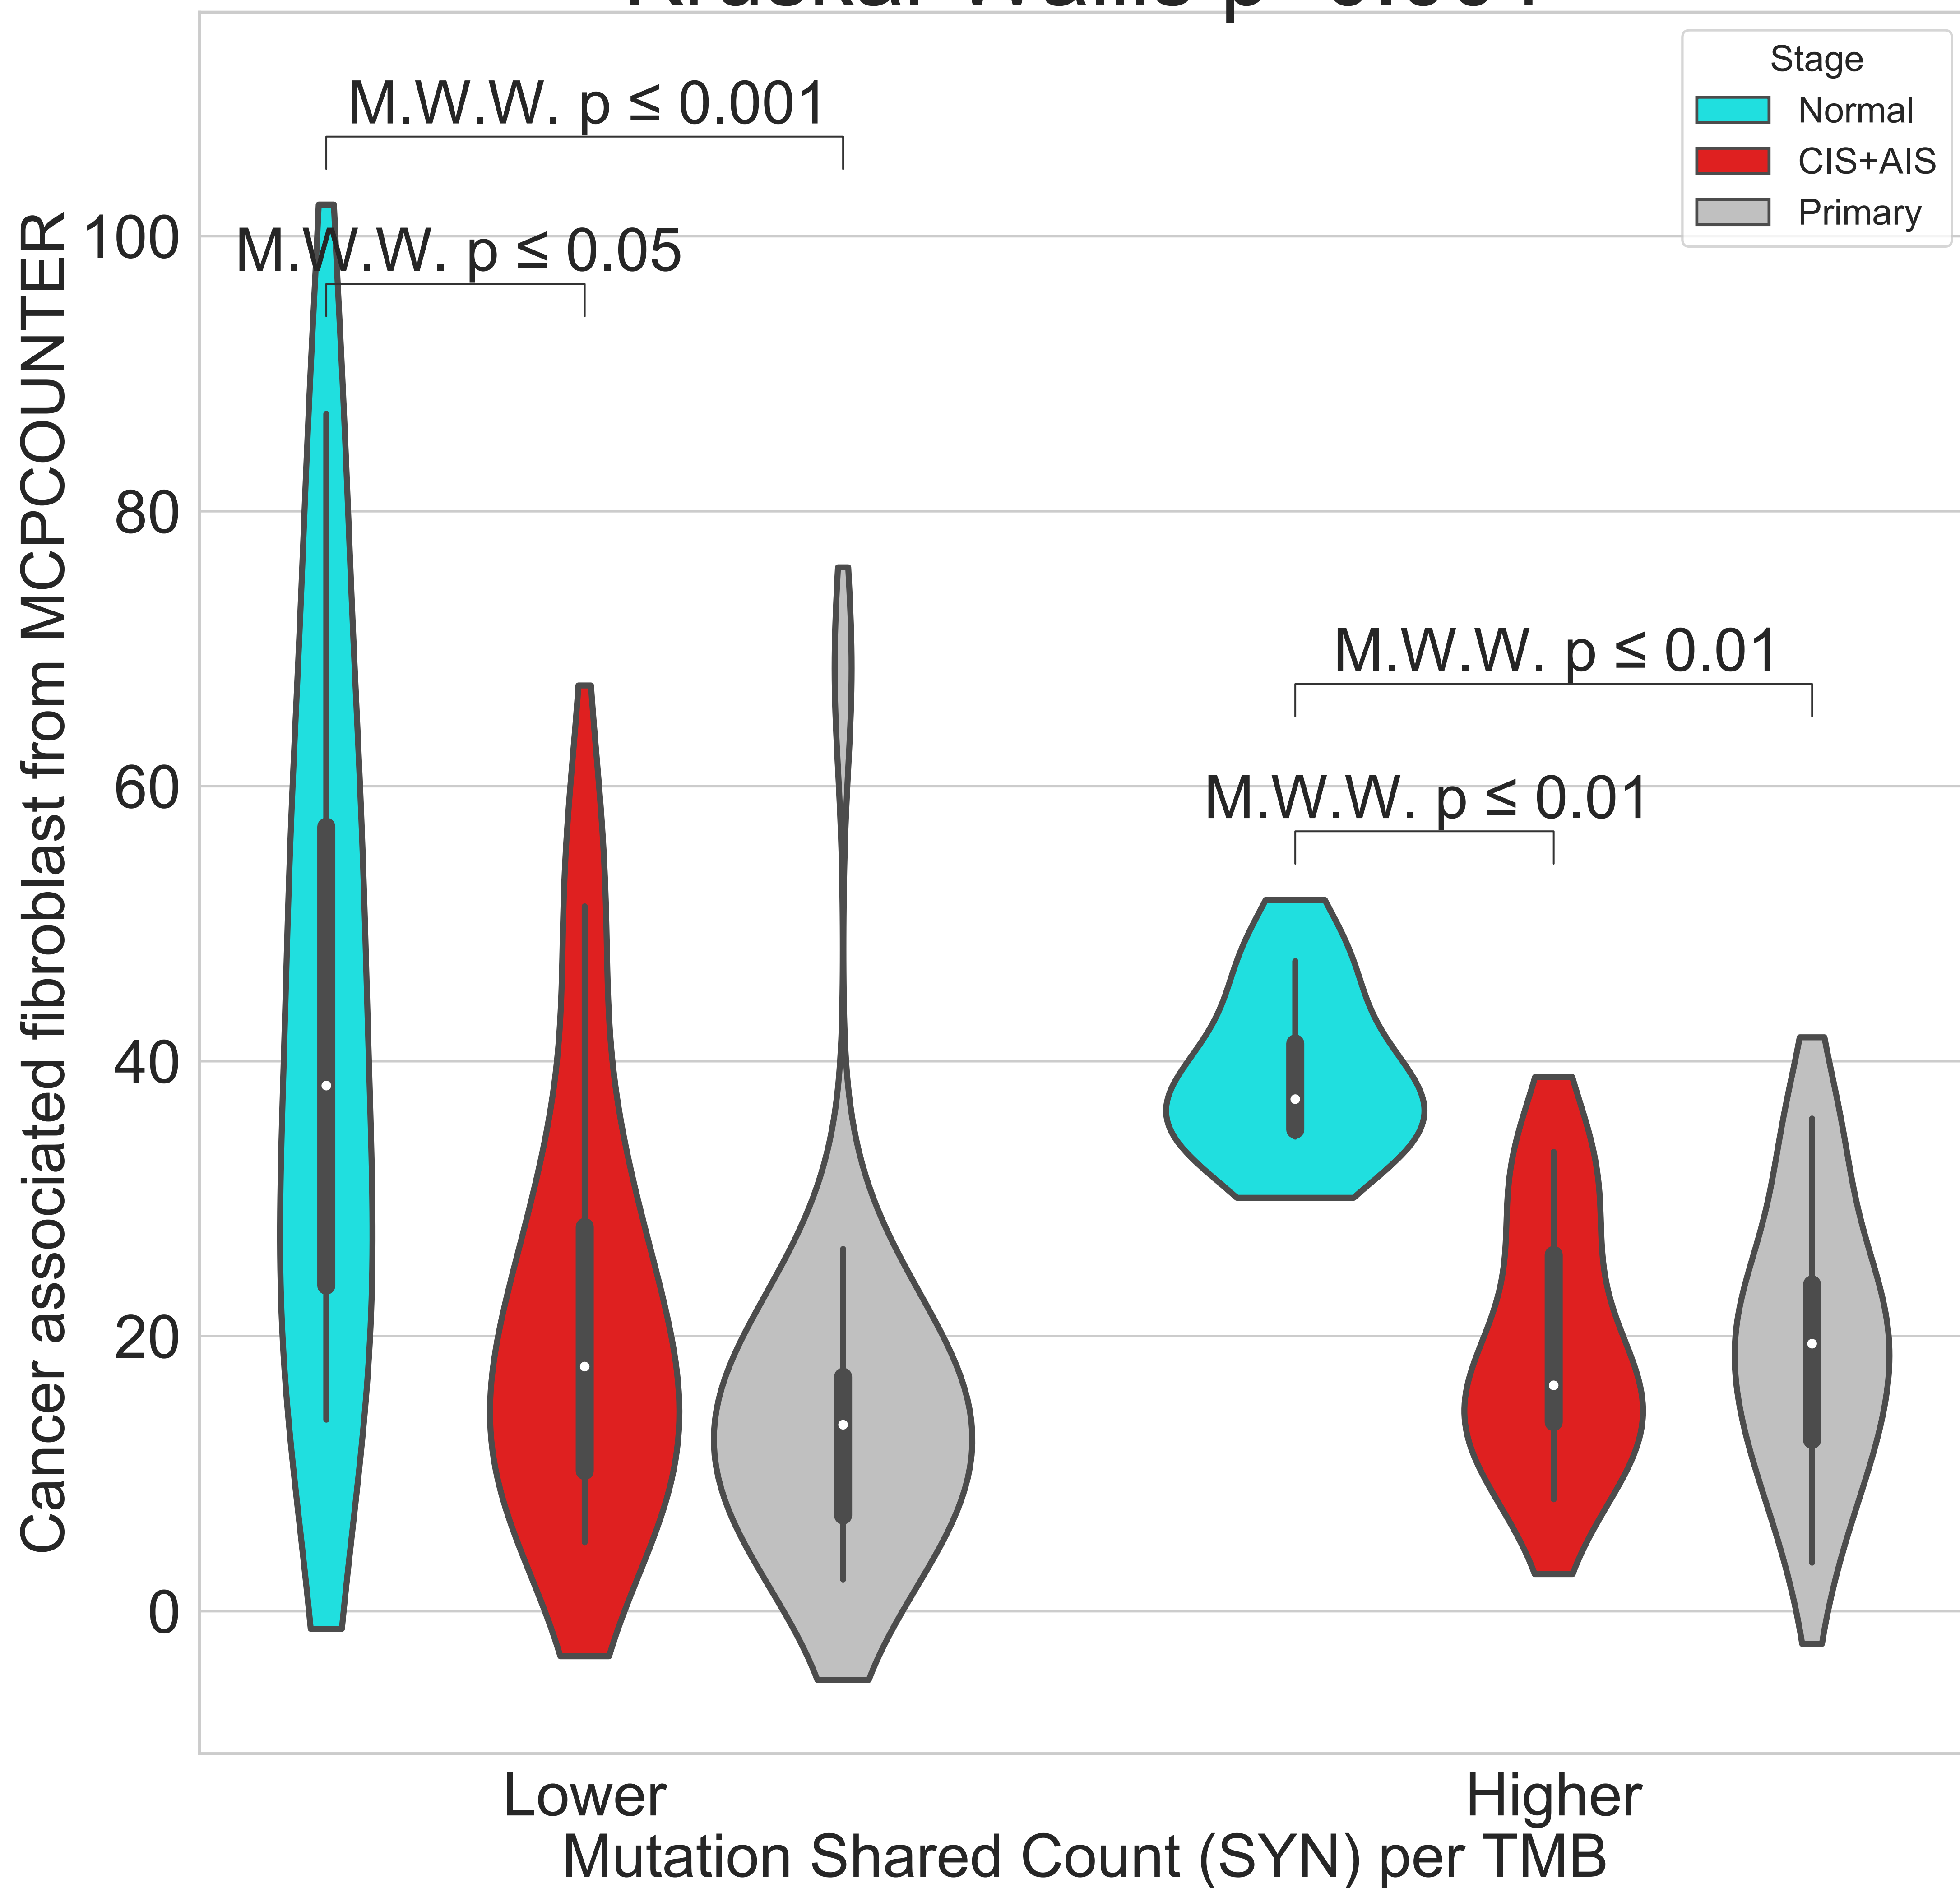 Stage
Normal
CIS+AIS
Primary
M.W.W. p ≤ 0.001
M.W.W. p ≤ 0.05
M.W.W. p ≤ 0.01
M.W.W. p ≤ 0.01
Cancer associated fibroblast from MCPCOUNTER
100
80
60
40
20
0
Lower
Higher
Mutation Shared Count (SYN) per TMB